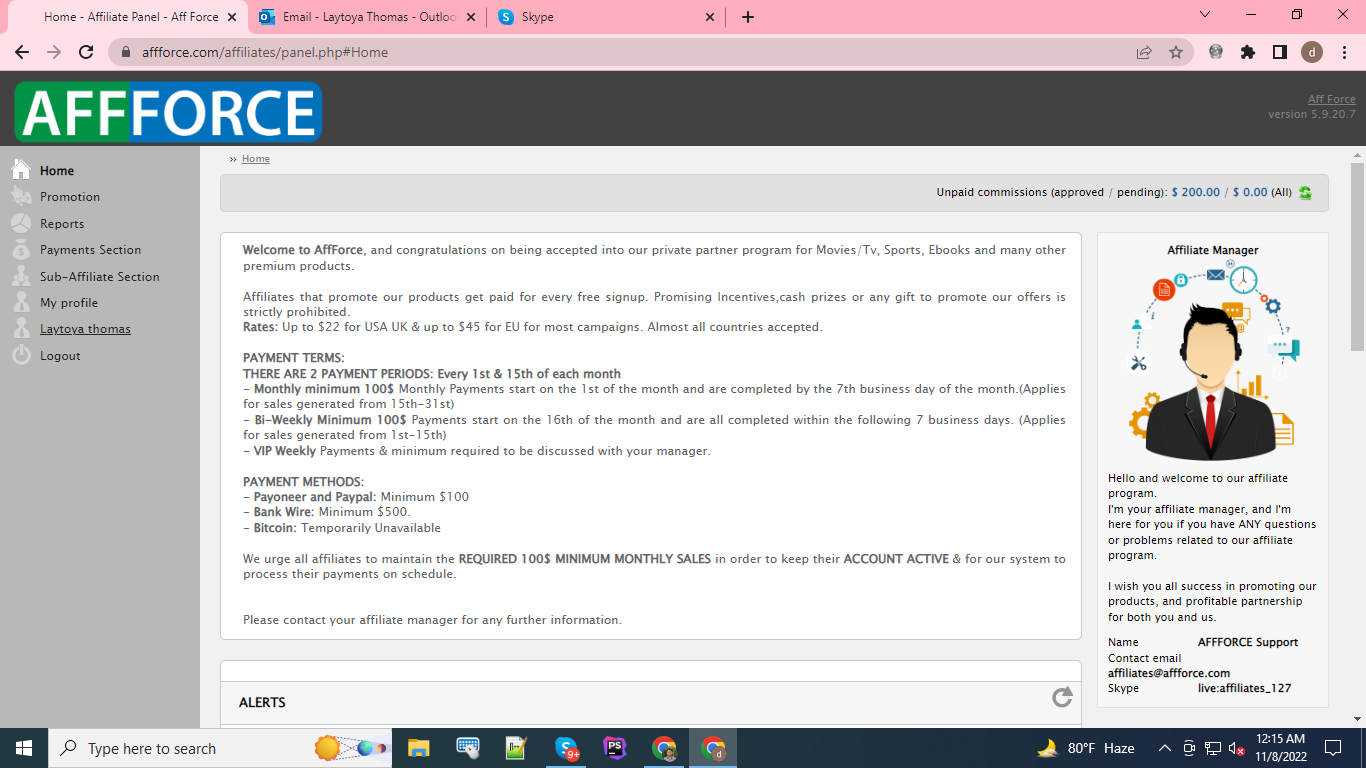 Home - Affiliate Panel - Aff Force
Email - Laytoya Thomas - Outloo
Skype
affforce.com/affiliates/panel.php#Home
d
AFFFORCE
Aff Force
version 5.9.20.7
Home
Promotion
Reports
Payments Section
Sub-Affiliate Section
My profile
Laytoya thomas
Logout
›› Home
Unpaid commissions (approved / pending): $ 200.00 / $ 0.00 (All)
Welcome to AffForce, and congratulations on being accepted into our private partner program for Movies/Tv, Sports, Ebooks and many other
premium products.
Affiliates that promote our products get paid for every free signup. Promising Incentives,cash prizes or any gift to promote our offers is
strictly prohibited.
Rates: Up to $22 for USA UK & up to $45 for EU for most campaigns. Almost all countries accepted.
PAYMENT TERMS:
THERE ARE 2 PAYMENT PERIODS: Every 1st & 15th of each month
- Monthly minimum 100$ Monthly Payments start on the 1st of the month and are completed by the 7th business day of the month.(Applies
for sales generated from 15th-31st)
- Bi-Weekly Minimum 100$ Payments start on the 16th of the month and are all completed within the following 7 business days. (Applies
for sales generated from 1st-15th)
- VIP Weekly Payments & minimum required to be discussed with your manager.
PAYMENT METHODS:
- Payoneer and Paypal: Minimum $100
- Bank Wire: Minimum $500.
- Bitcoin: Temporarily Unavailable
We urge all affiliates to maintain the REQUIRED 100$ MINIMUM MONTHLY SALES in order to keep their ACCOUNT ACTIVE & for our system to
process their payments on schedule.
Please contact your affiliate manager for any further information.
ALERTS
Affiliate Manager
Hello and welcome to our affiliate
program.
I'm your affiliate manager, and I'm
here for you if you have ANY questions
or problems related to our affiliate
program.
I wish you all success in promoting our
products, and profitable partnership
for both you and us.
Name AFFFORCE Support
Contact email
affiliates@affforce.com
Skype live:affiliates_127
Type here to search
9+
PS
d
80°F Haze
12:15 AM
11/8/2022